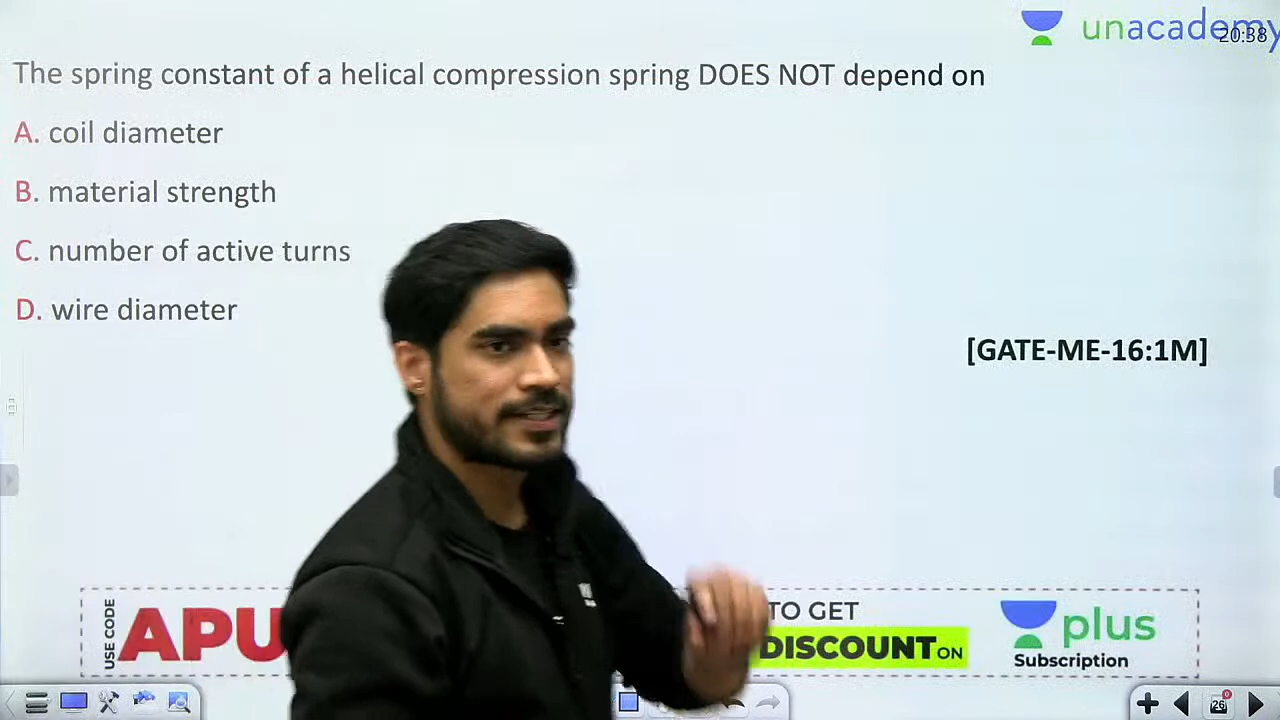 unacademy
20:38
The spring constant of a helical compression spring DOES NOT depend on
A. coil diameter
B. material strength
C. number of active turns
D. wire diameter
[GATE-ME-16:1M]
USE CODE
APU
TO GET
DISCOUNT ON
plus
Subscription
26